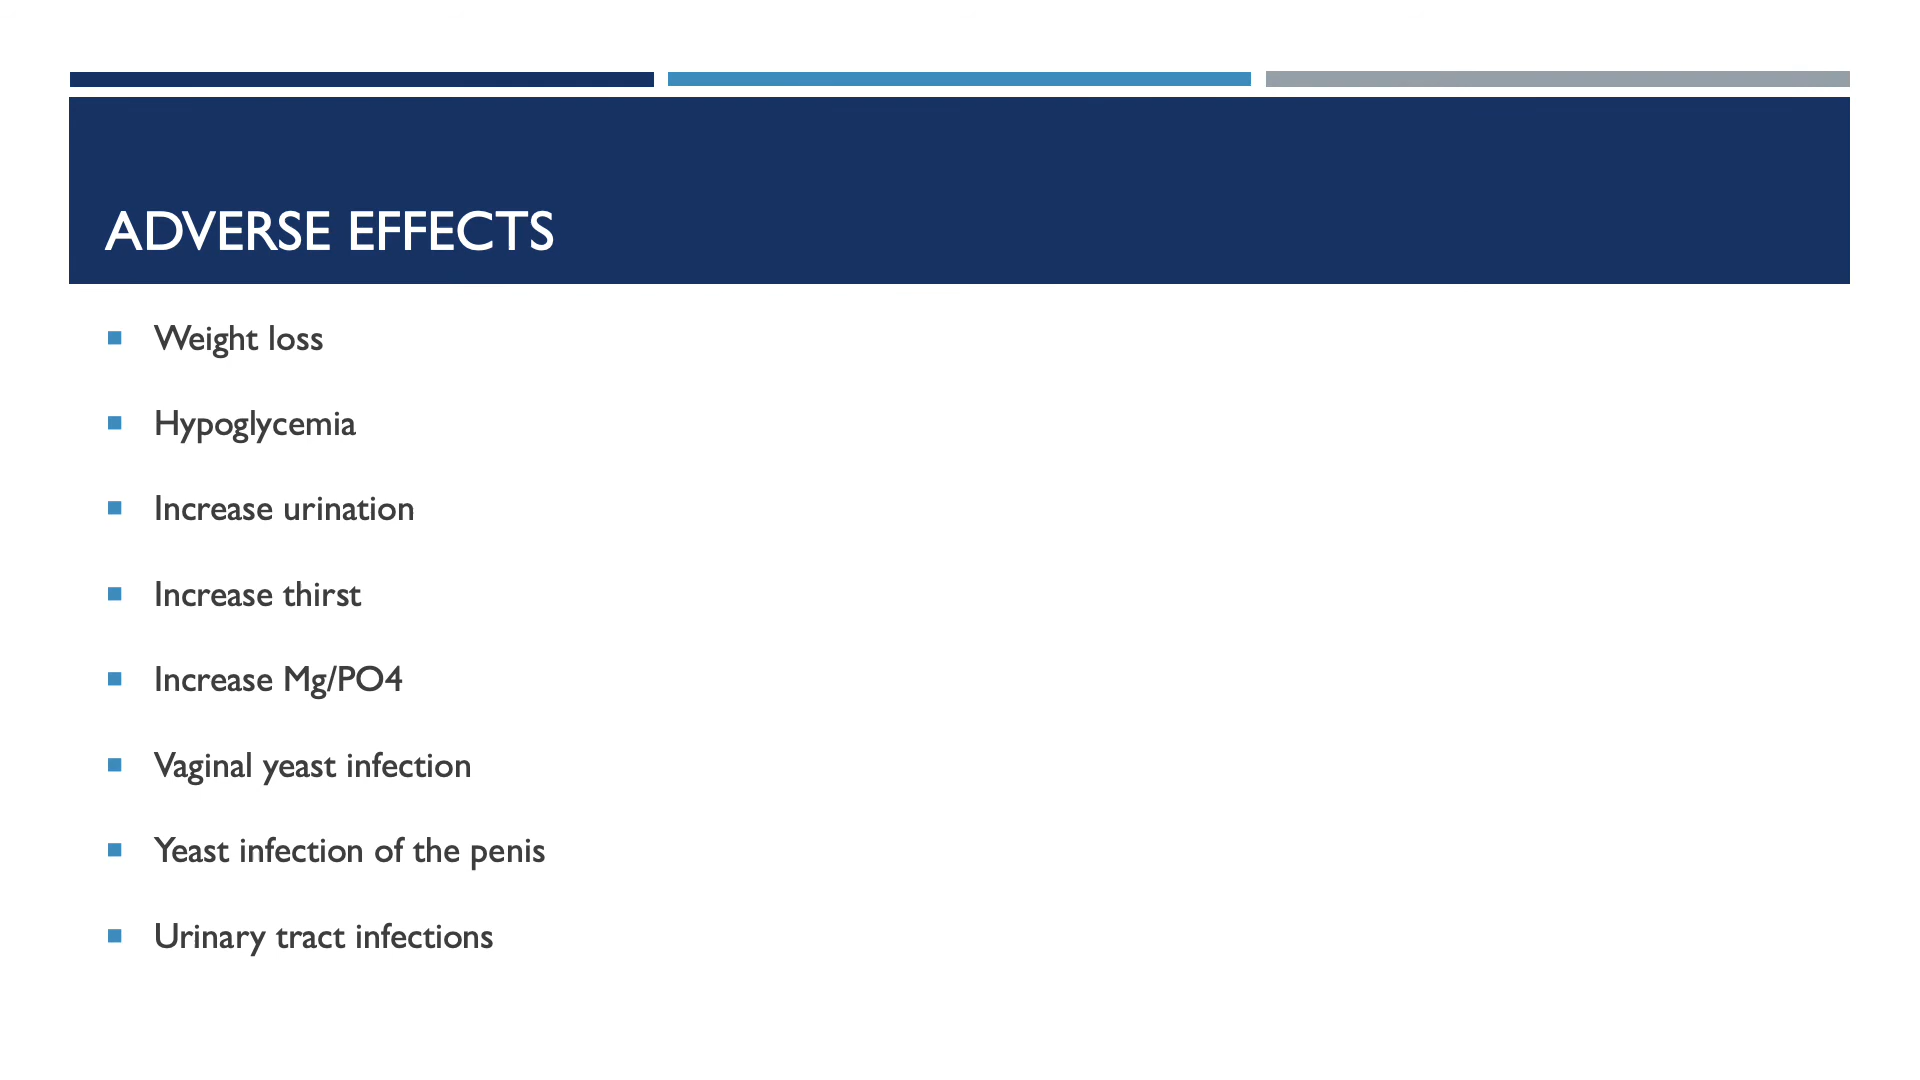 ADVERSE EFFECTS
Weight loss
Hypoglycemia
Increase urination
Increase thirst
Increase Mg/PO4
Vaginal yeast infection
Yeast infection of the penis
Urinary tract infections